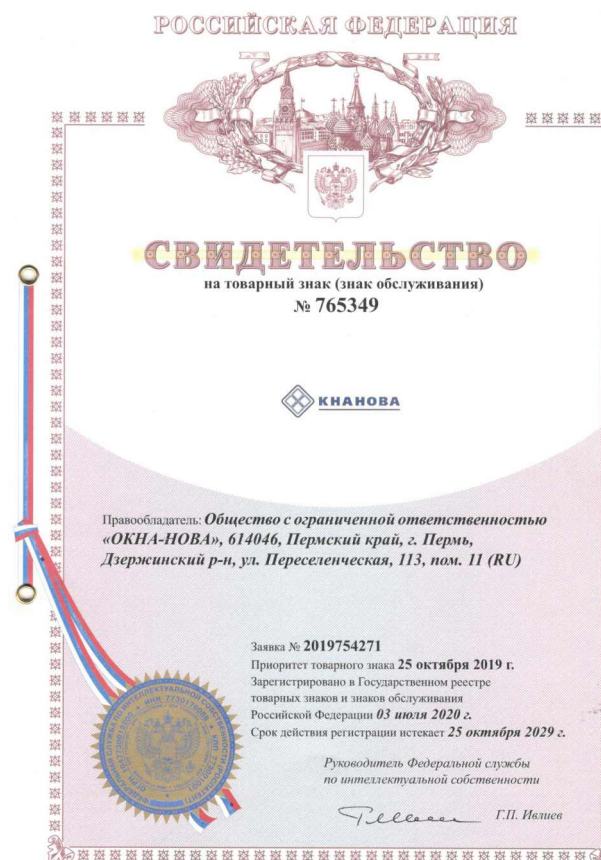 РОССИЙСКАЯ ФЕДЕРАЦИЯ
СВИДЕТЕЛЬСТВО
на товарный знак (знак обслуживания)
№ 765349
КНАНОВА
Правообладатель: Общество с ограниченной ответственностью
«ОКНА-НОВА», 614046, Пермский край, г. Пермь,
Дзержинский р-н, ул. Переселенческая, 113, пом. 11 (RU)
Заявка № 2019754271
Приоритет товарного знака 25 октября 2019 г.
Зарегистрировано в Государственном реестре
товарных знаков и знаков обслуживания
Российской Федерации 03 июля 2020 г.
Срок действия регистрации истекает 25 октября 2029 г.
Руководитель Федеральной службы
по интеллектуальной собственности
Г.П. Ивлиев